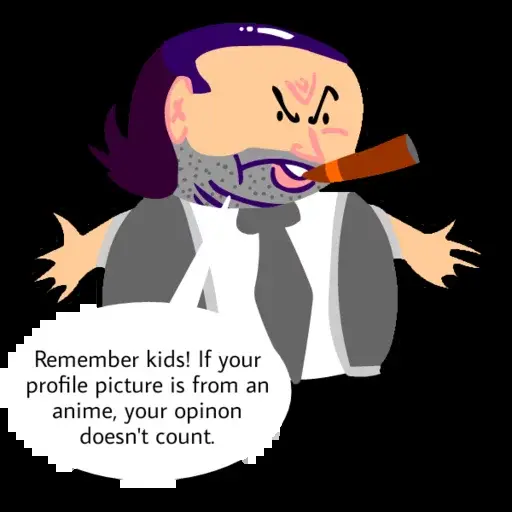 Remember kids! If your
profile picture is from an
anime, your opinon
doesn't count.